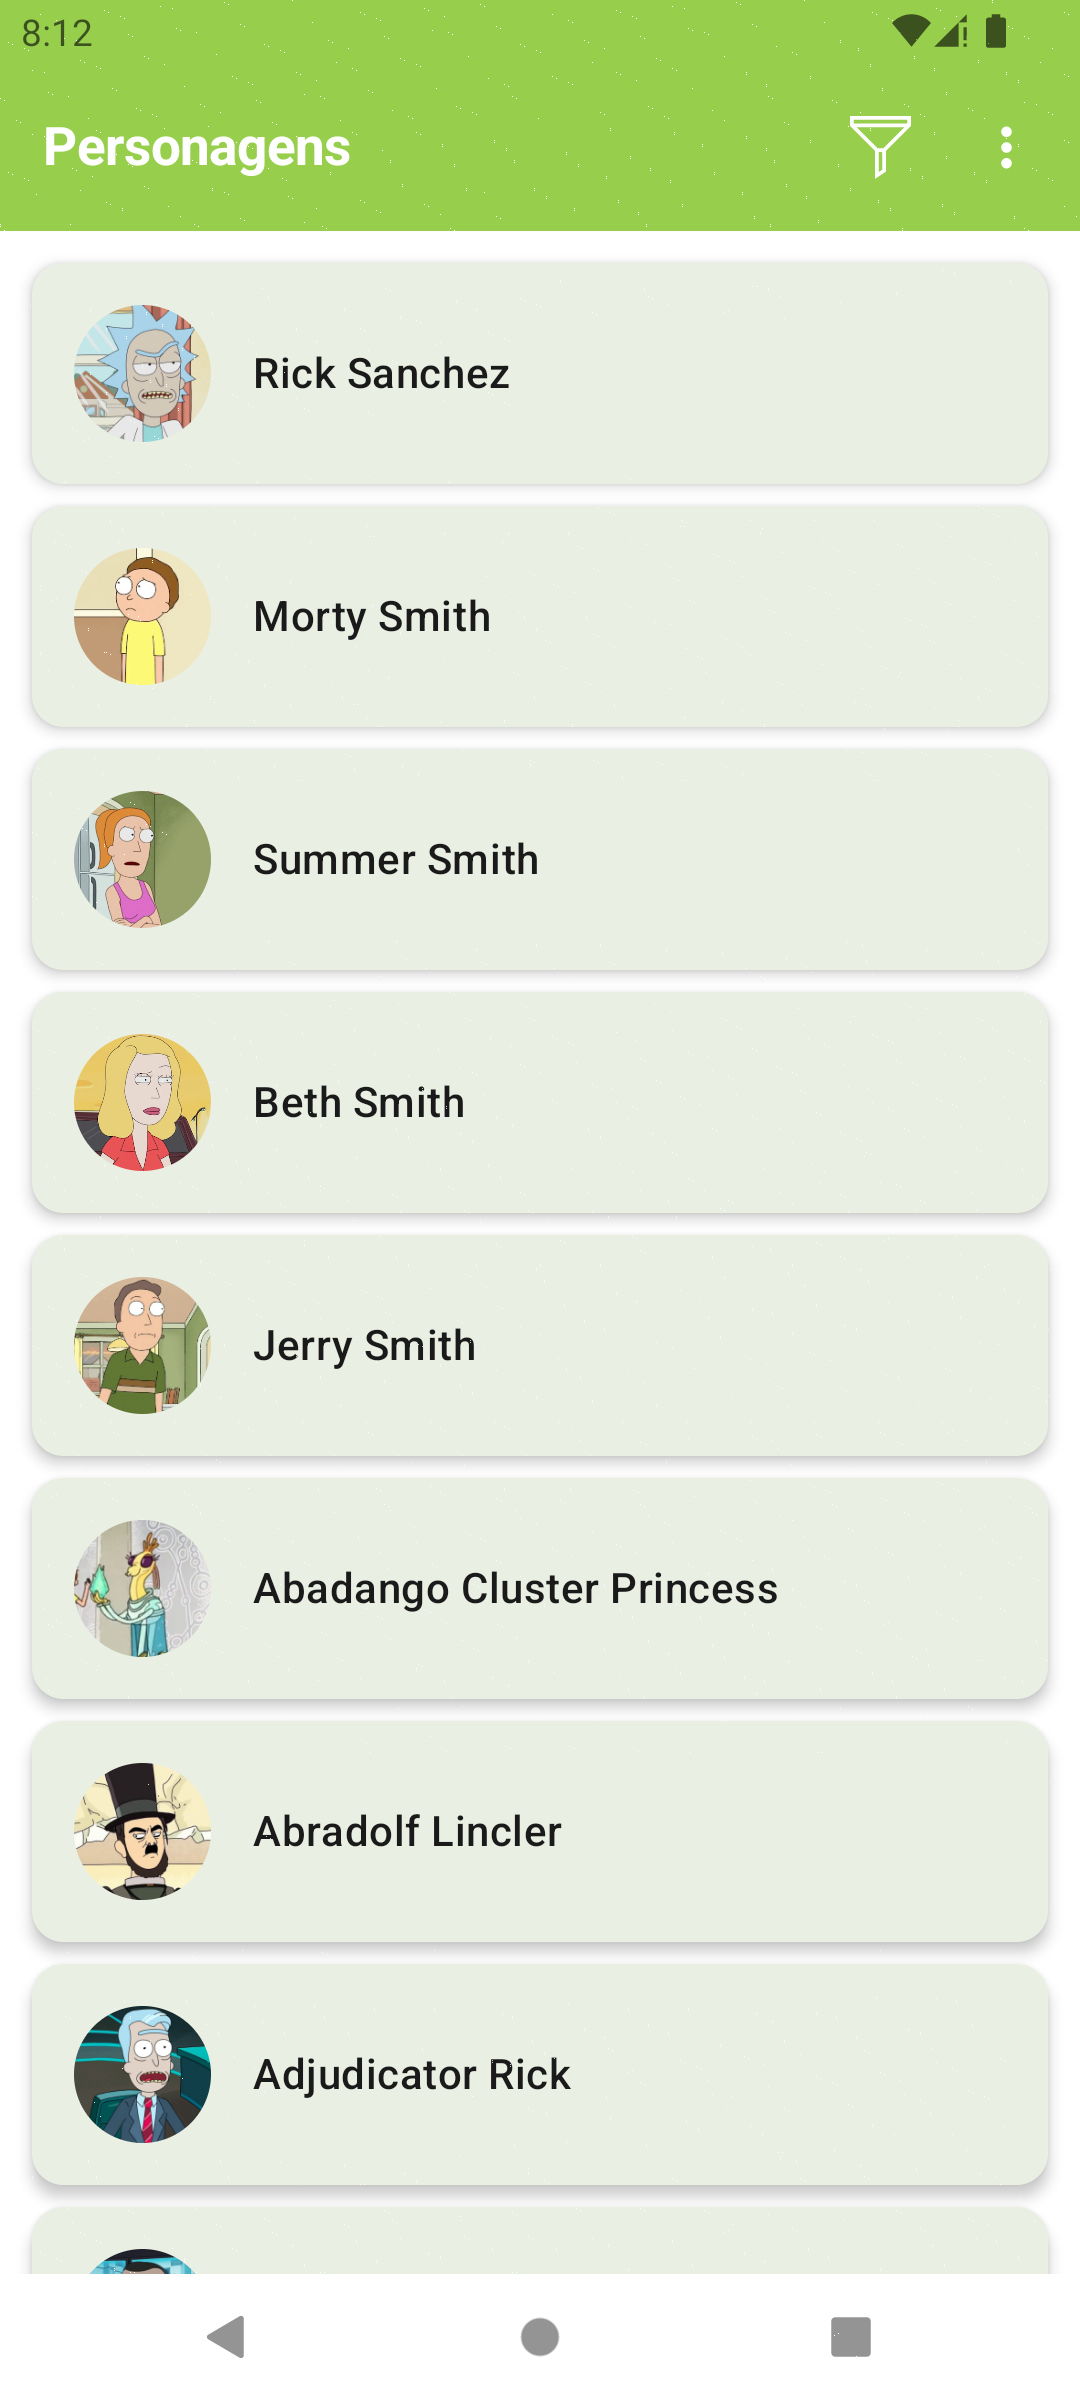 8:12
Personagens
Rick Sanchez
Morty Smith
Summer Smith
Beth Smith
Jerry Smith
Abadango Cluster Princess
Abradolf Lincler
Adjudicator Rick